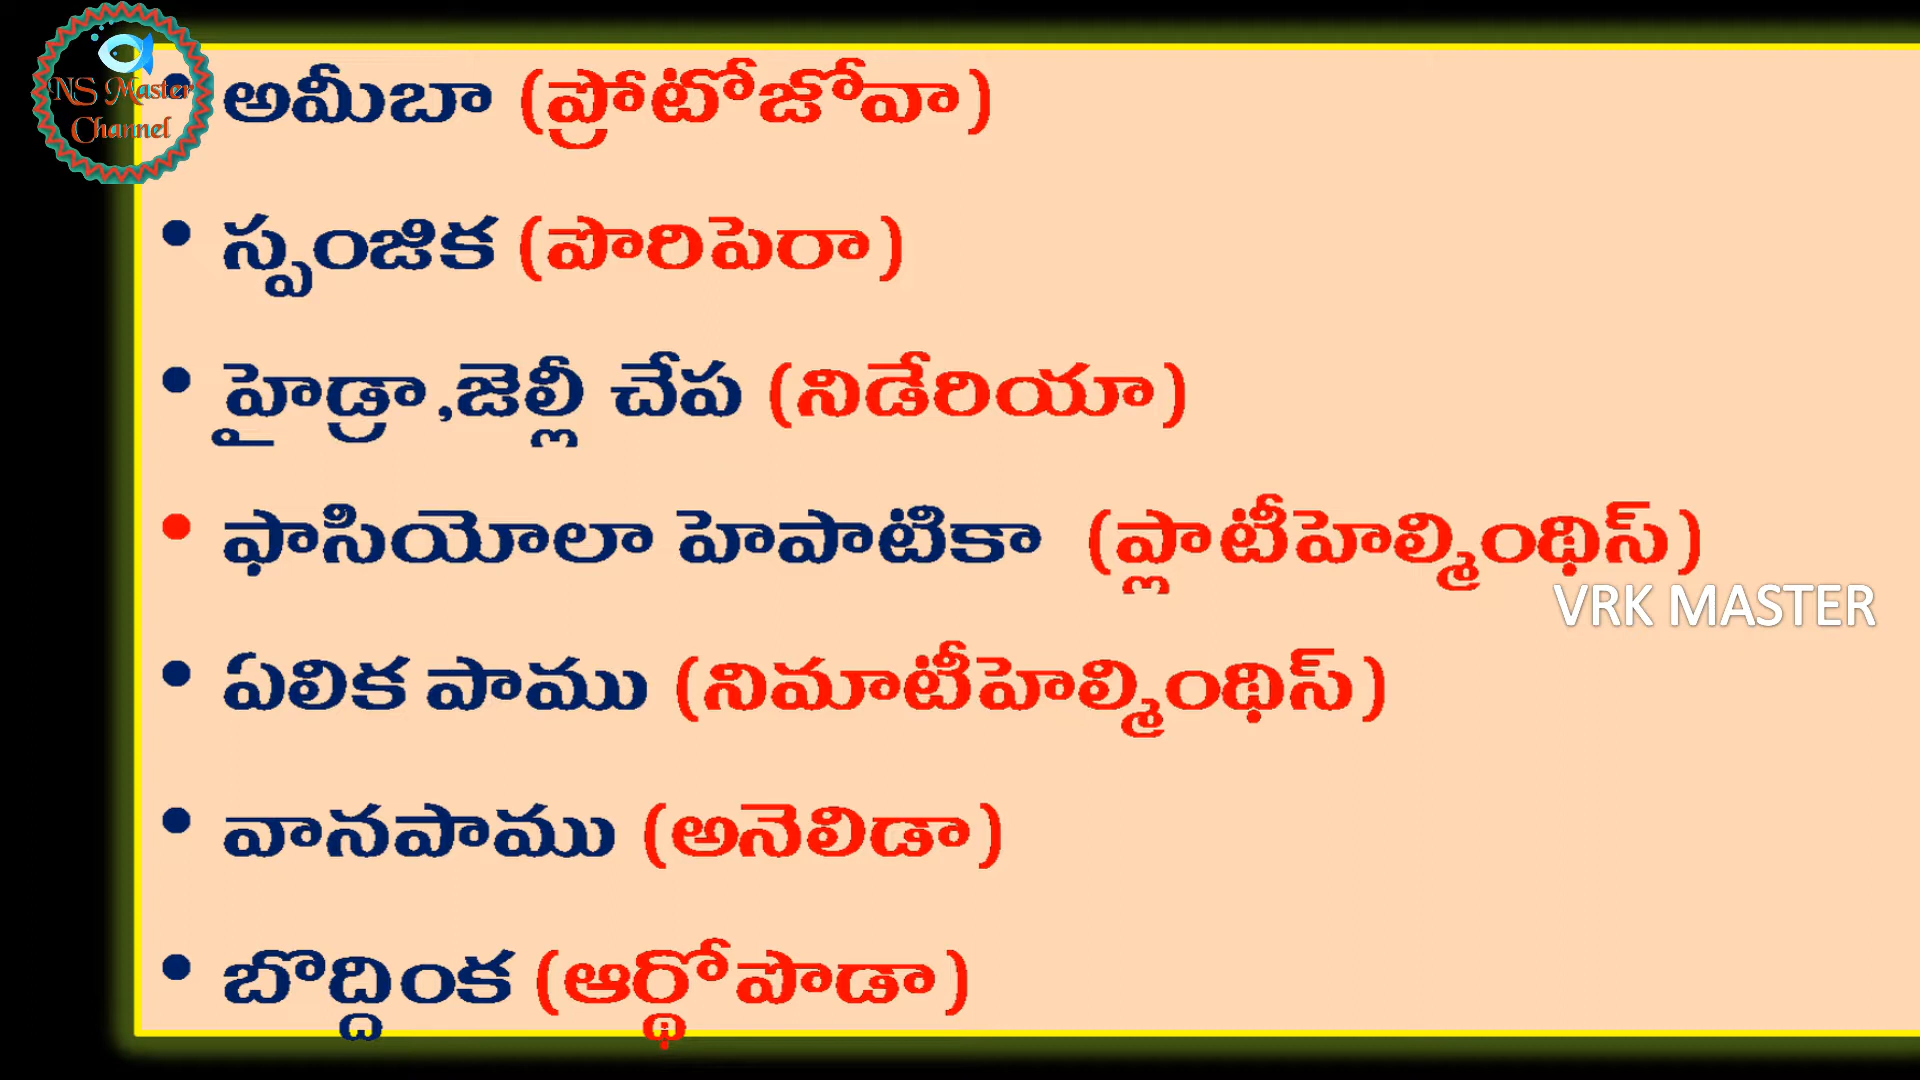 NS Master
Channel
• అమీబా (ప్రోటోజోవా)
• స్పంజిక (పొరిపెరా)
• హైడ్రా,జెల్లీ చేప (నిడేరియా)
• ఫాసియోలా హెపాటికా (ప్లాటీహెల్మింథిస్)
VRK MASTER
• ఏలిక పాము (నిమాటీహెల్మింథిస్)
• వానపాము (అనెలిడా)
• బొద్దింక (ఆర్థోపొడా)